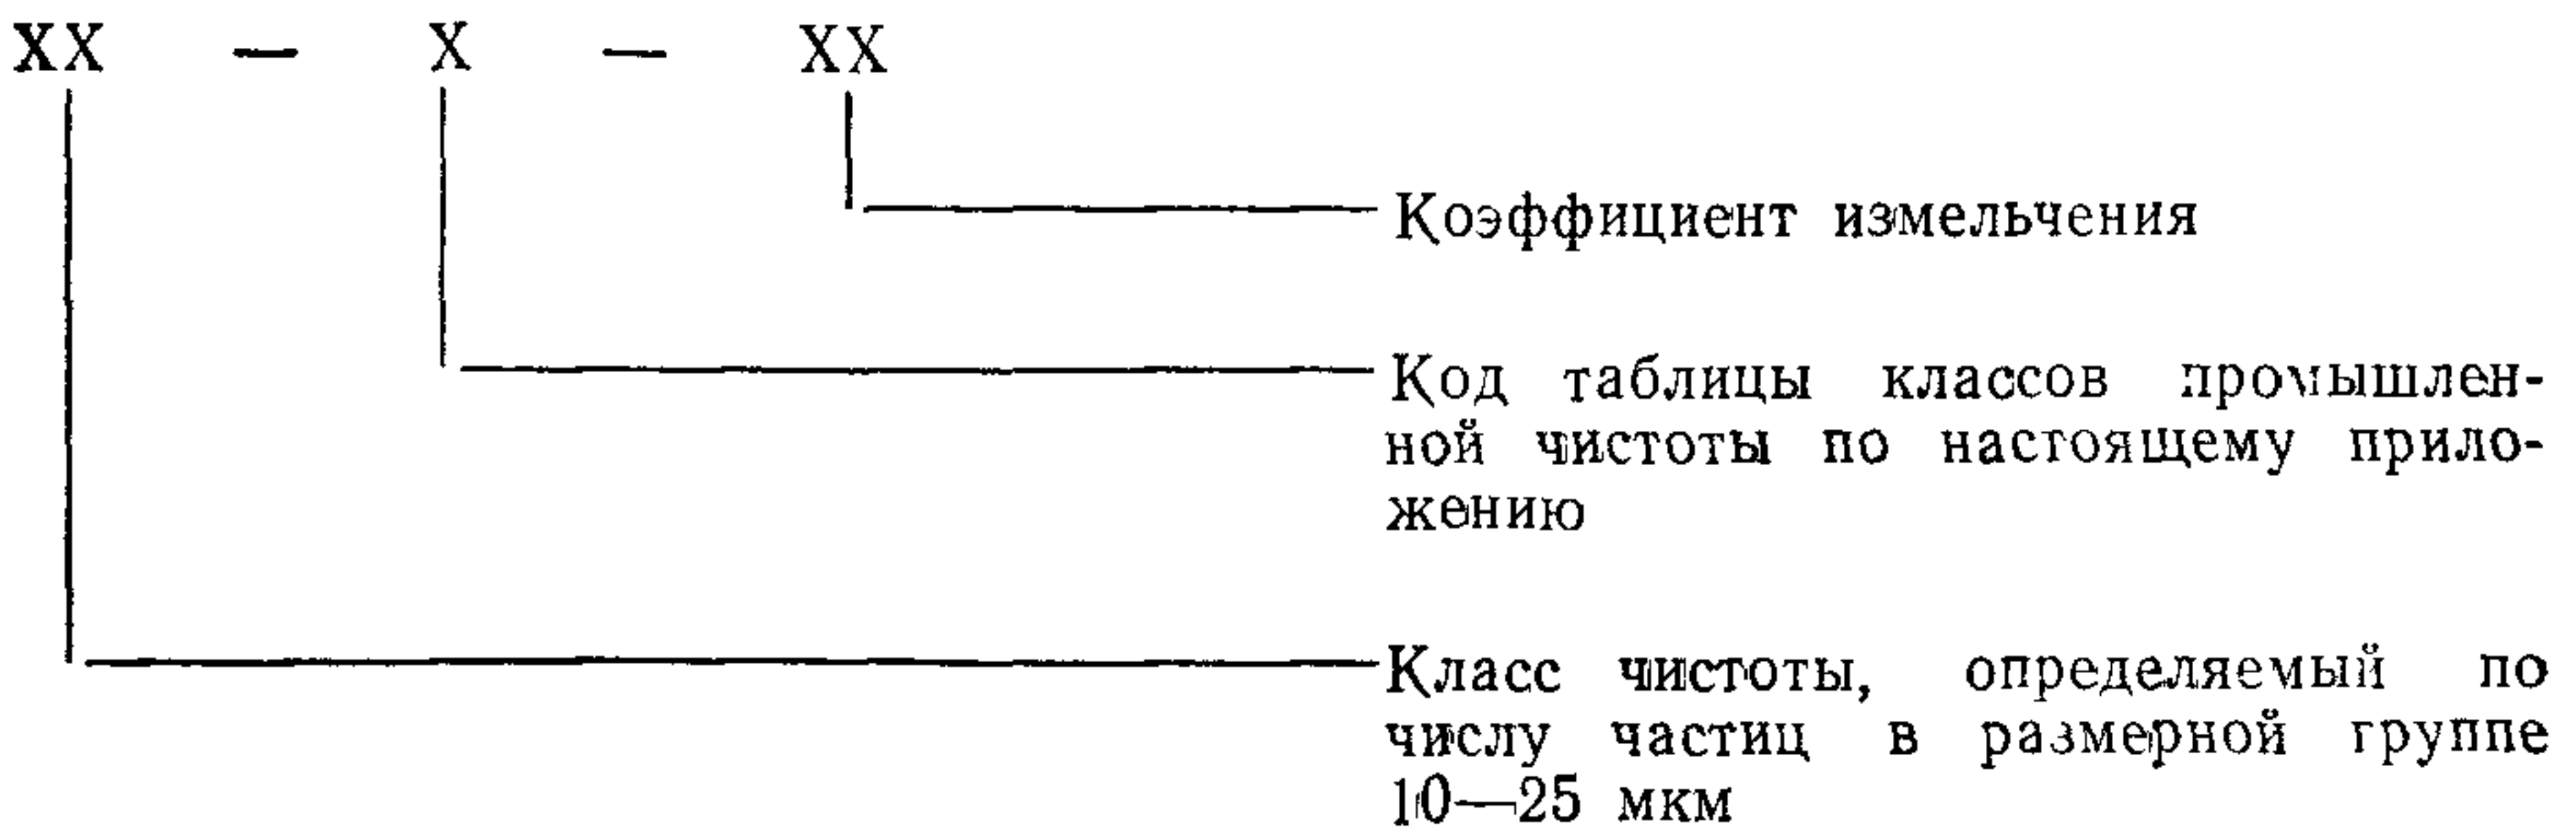 XX — X — XX
Коэффициент измельчения
Код таблицы классов промышлен-
ной чистоты по настоящему прило-
жению
Класс чистоты, определяемый по
числу частиц в размерной группе
10—25 мкм